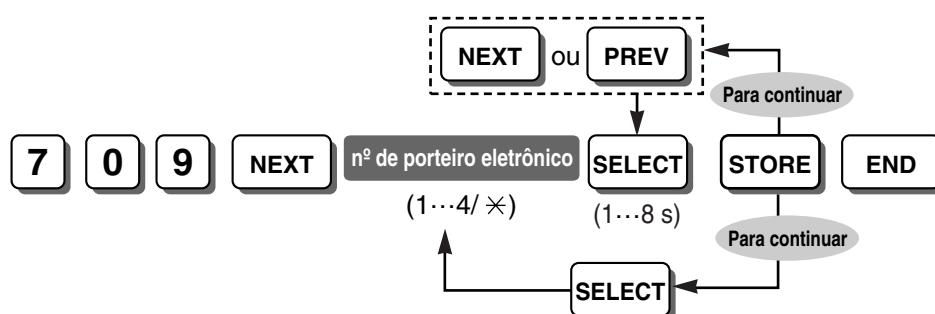 NEXT ou PREV
Para continuar
7 0 9 NEXT nº de porteiro eletrônico SELECT STORE END
(1···4/ ✳) (1···8 s)
Para continuar
SELECT